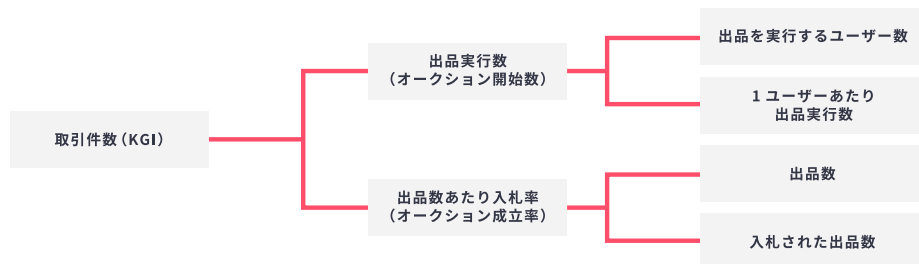 取引件数（KGI）
出品実行数
（オークション開始数）
出品を実行するユーザー数
1 ユーザーあたり
出品実行数
出品数あたり入札率
（オークション成立率）
出品数
入札された出品数